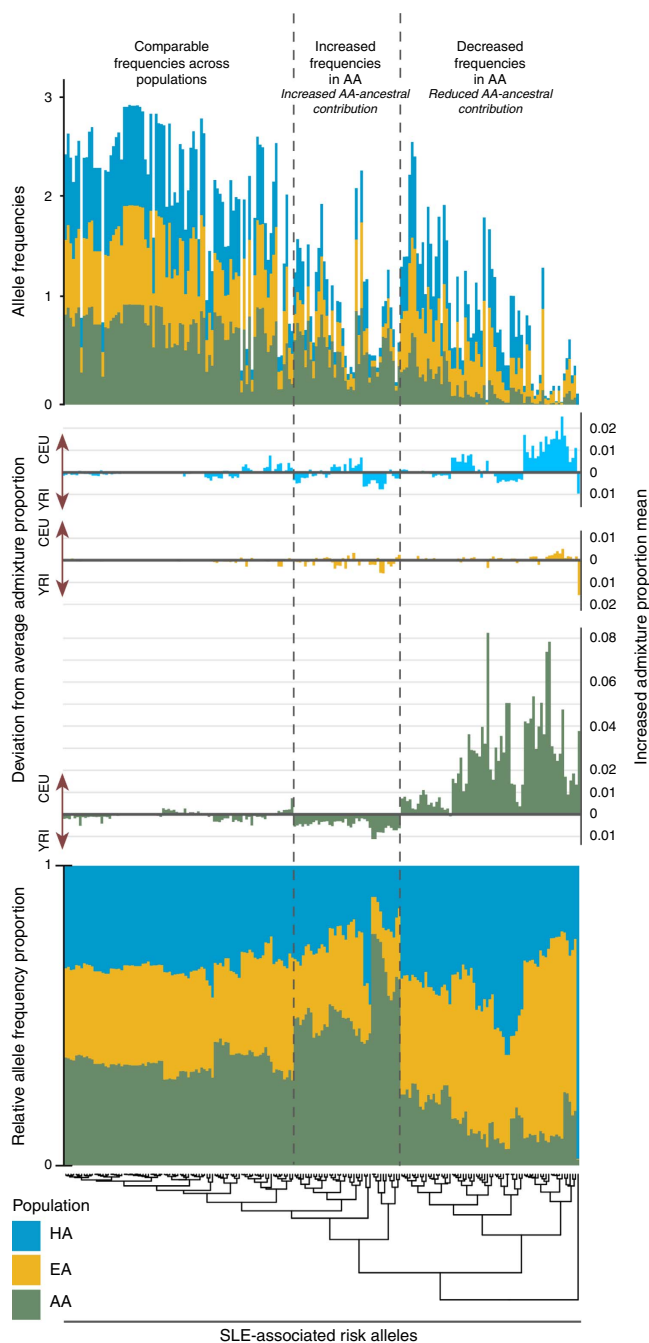 Comparable
frequencies across
populations
Increased
frequencies
in AA
Increased AA-ancestral
contribution
Decreased
frequencies
in AA
Reduced AA-ancestral
contribution
Allele frequencies
3
2
1
0
Deviation from average admixture proportion
Increased admixture proportion mean
CEU
YRI
0.02
0.01
0
0.01
CEU
YRI
0.01
0
0.01
0.02
CEU
YRI
0.08
0.06
0.04
0.02
0.01
0
0.01
Relative allele frequency proportion
1
0
Population
HA
EA
AA
SLE-associated risk alleles